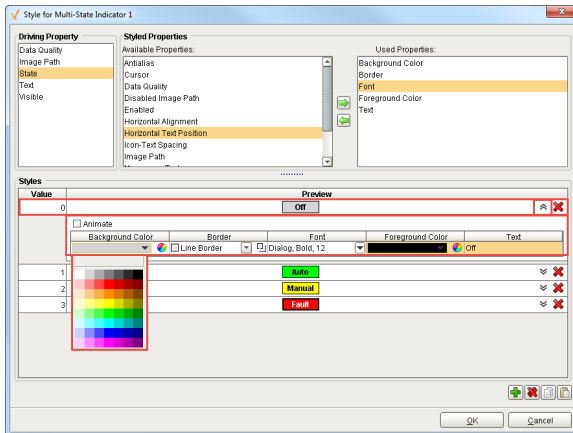 Style for Multi-State Indicator 1
Driving Property
Data Quality
Image Path
State
Text
Visible
Styled Properties
Available Properties:
Antialias
Cursor
Data Quality
Disabled Image Path
Enabled
Horizontal Alignment
Horizontal Text Position
Icon-Text Spacing
Image Path
Used Properties:
Background Color
Border
Font
Foreground Color
Text
Styles
Value Preview
0 Off
Animate
Background Color Border Font Foreground Color Text
Line Border Dialog, Bold, 12 Off
1 Auto
2 Manual
3 Fault
OK Cancel